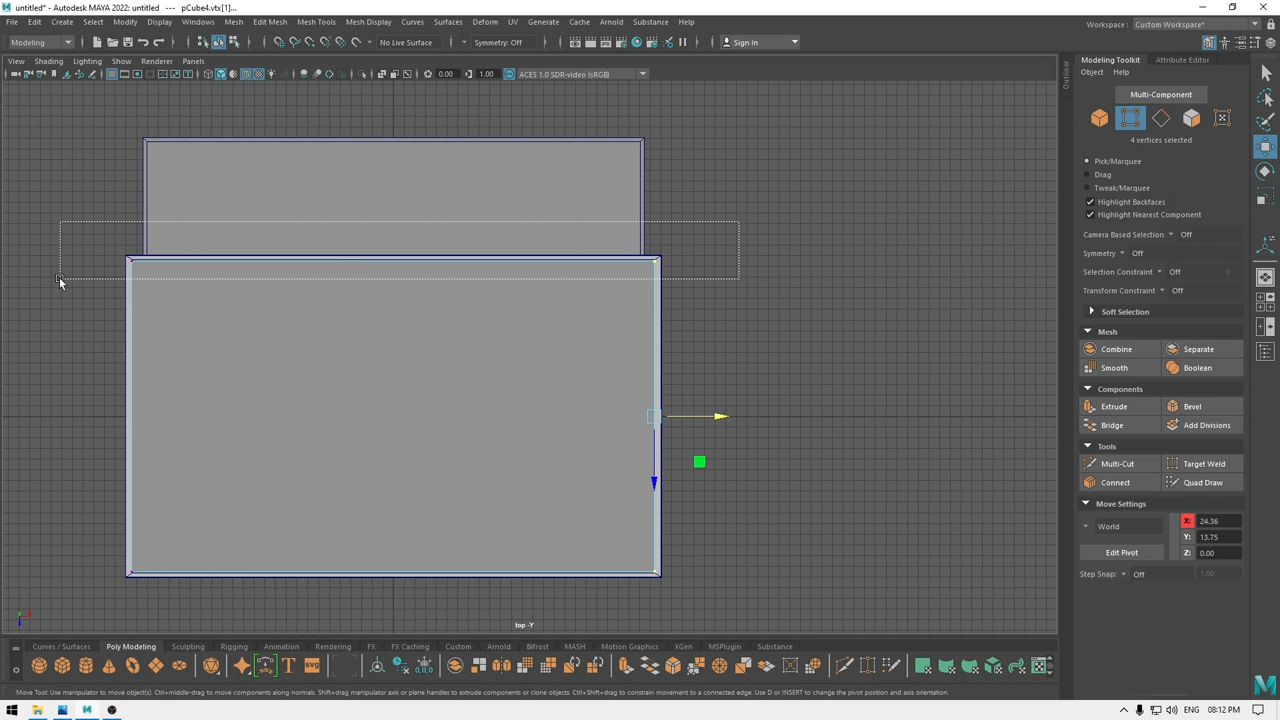 untitled* - Autodesk MAYA 2022: untitled --- pCube4.vtx[1]...
File Edit Create Select Modify Display Windows Mesh Edit Mesh Mesh Tools Mesh Display Curves Surfaces Deform UV Generate Cache Arnold Substance Help
Workspace : Custom Workspace*
Modeling No Live Surface Symmetry: Off Sign In
View Shading Lighting Show Renderer Panels
Modeling Toolkit Attribute Editor
0.00 1.00 ACES 1.0 SDR-video (sRGB)
Object Help
Outliner
Multi-Component
4 vertices selected
Pick/Marquee
Drag
Tweak/Marquee
Highlight Backfaces
Highlight Nearest Component
Camera Based Selection Off
Symmetry Off
Selection Constraint Off 0
Transform Constraint Off
Soft Selection
Mesh
Combine Separate
Smooth Boolean
Components
Extrude Bevel
Bridge Add Divisions
Tools
Multi-Cut Target Weld
Connect Quad Draw
Move Settings
World X: 24.36
Y: 13.75
Edit Pivot Z: 0.00
Step Snap: Off 1.00
top -Y
Curves / Surfaces Poly Modeling Sculpting Rigging Animation Rendering FX FX Caching Custom Arnold Bifrost MASH Motion Graphics XGen MSPlugin Substance
Move Tool: Use manipulator to move object(s). Ctrl+middle-drag to move components along normals. Shift+drag manipulator axis or plane handles to extrude components or clone objects. Ctrl+Shift+drag to constrain movement to a connected edge. Use D or INSERT to change the pivot position and axis orientation.
ENG 08:12 PM